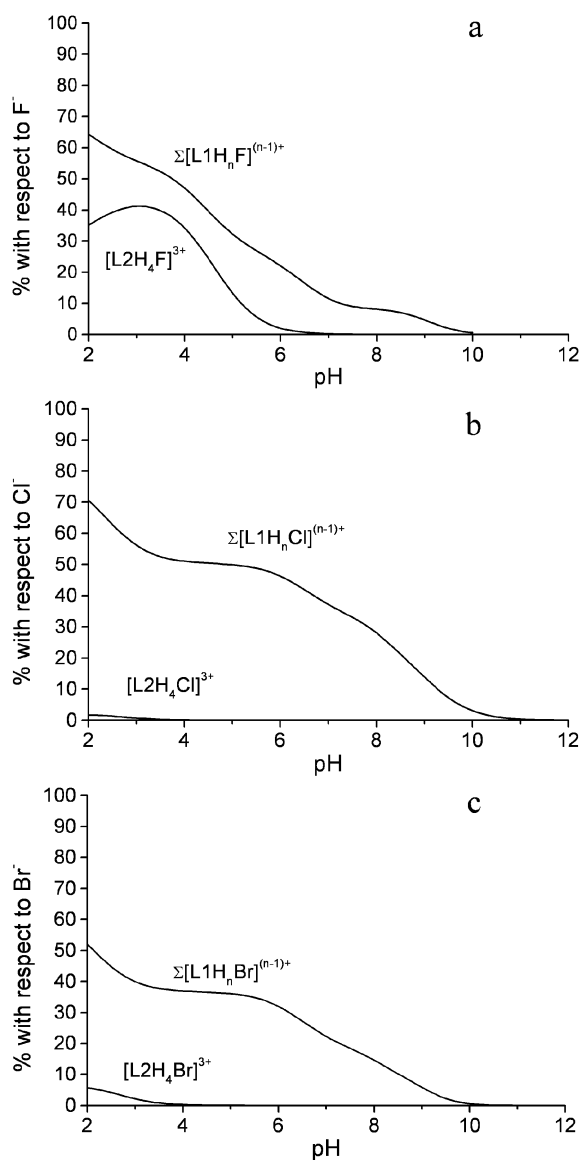 a
% with respect to F⁻
100
90
80
70
60
50
40
30
20
10
0
Σ[L1HₙF]⁽ⁿ⁻¹⁾⁺
[L2H₄F]³⁺
2 4 6 8 10 12
pH
b
% with respect to Cl⁻
100
90
80
70
60
50
40
30
20
10
0
Σ[L1HₙCl]⁽ⁿ⁻¹⁾⁺
[L2H₄Cl]³⁺
2 4 6 8 10 12
pH
c
% with respect to Br⁻
100
90
80
70
60
50
40
30
20
10
0
Σ[L1HₙBr]⁽ⁿ⁻¹⁾⁺
[L2H₄Br]³⁺
2 4 6 8 10 12
pH